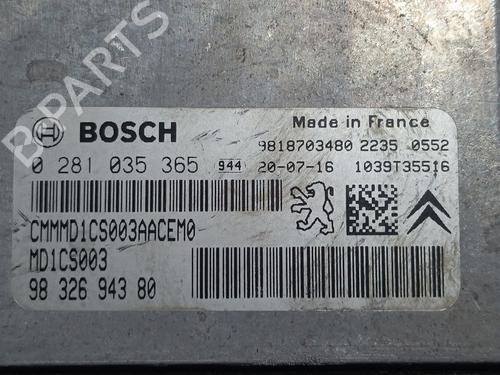 B PARTS
BOSCH
Made in France
9818703480 2235 0552
0 281 035 365 944 20-07-16 1039T35516
CMMMD1CS003AACEM0
MD1CS003
98 326 943 80